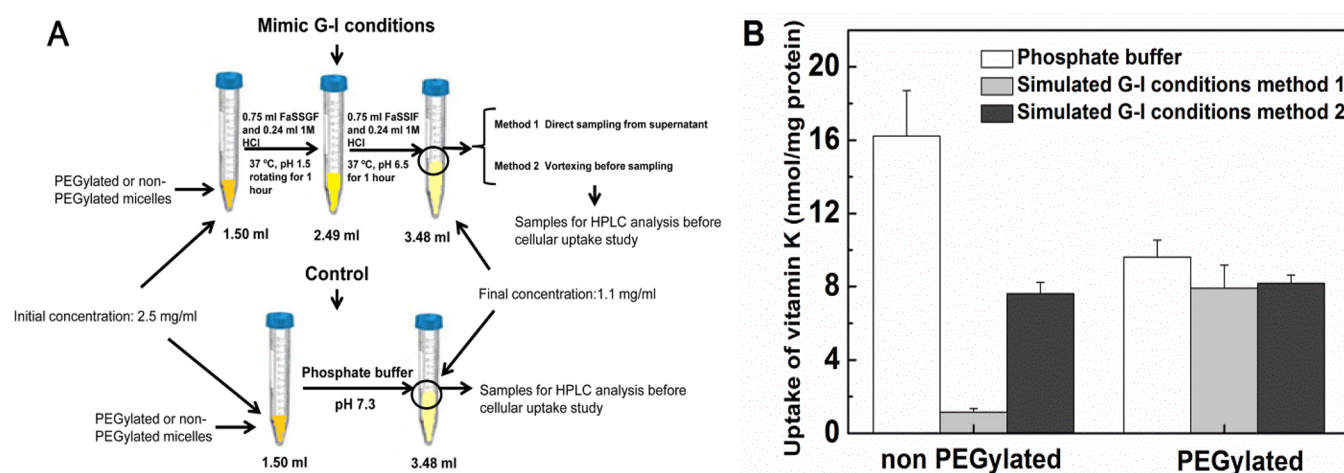 A
Mimic G-I conditions
0.75 ml FaSSGF
and 0.24 ml 1M
HCl
37 ºC, pH 1.5
rotating for 1
hour
0.75 ml FaSSIF
and 0.24 ml 1M
HCl
37 ºC, pH 6.5
for 1 hour
Method 1 Direct sampling from supernatant
Method 2 Vortexing before sampling
PEGylated or non-
PEGylated micelles
1.50 ml
2.49 ml
3.48 ml
Samples for HPLC analysis before
cellular uptake study
Control
Initial concentration: 2.5 mg/ml
Final concentration:1.1 mg/ml
Phosphate buffer
pH 7.3
Samples for HPLC analysis before
cellular uptake study
PEGylated or non-
PEGylated micelles
1.50 ml
3.48 ml
B
Uptake of vitamin K (nmol/mg protein)
20
16
12
8
4
0
Phosphate buffer
Simulated G-I conditions method 1
Simulated G-I conditions method 2
non PEGylated
PEGylated